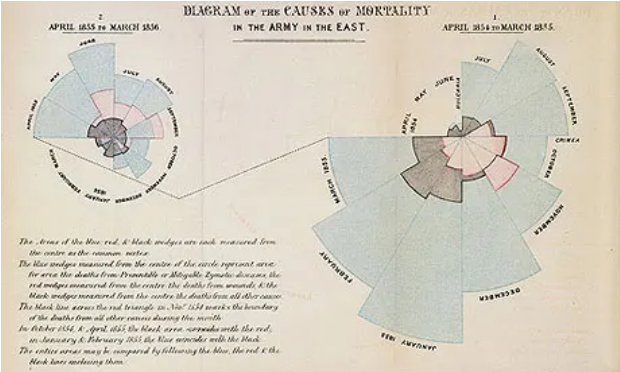 DIAGRAM OF THE CAUSES OF MORTALITY
IN THE ARMY IN THE EAST.
2.
APRIL 1855 TO MARCH 1856.
1.
APRIL 1854 TO MARCH 1855.
APRIL 1855
MAY
JUNE
JULY
AUGUST
SEPTEMBER
OCTOBER
NOVEMBER
DECEMBER
JANUARY
1856
FEBRUARY
MARCH
APRIL
1854
MAY
JUNE
JULY
AUGUST
SEPTEMBER
OCTOBER
NOVEMBER
DECEMBER
JANUARY 1855
FEBRUARY
MARCH 1855.
BULGARIA
CRIMEA
The Areas of the blue, red, & black wedges are each measured from
the centre as the common vertex.
The blue wedges measured from the centre of the circle represent area
for area the deaths from Preventable or Mitigable Zymotic diseases, the
red wedges measured from the centre the deaths from wounds, & the
black wedges measured from the centre the deaths from all other causes.
The black line across the red triangle in Novr. 1854 marks the boundary
of the deaths from all other causes during the month.
In October 1854, & April, 1855, the black area coincides with the red,
in January & February 1855, the blue coincides with the black.
The entire areas may be compared by following the blue, the red & the
black lines enclosing them.